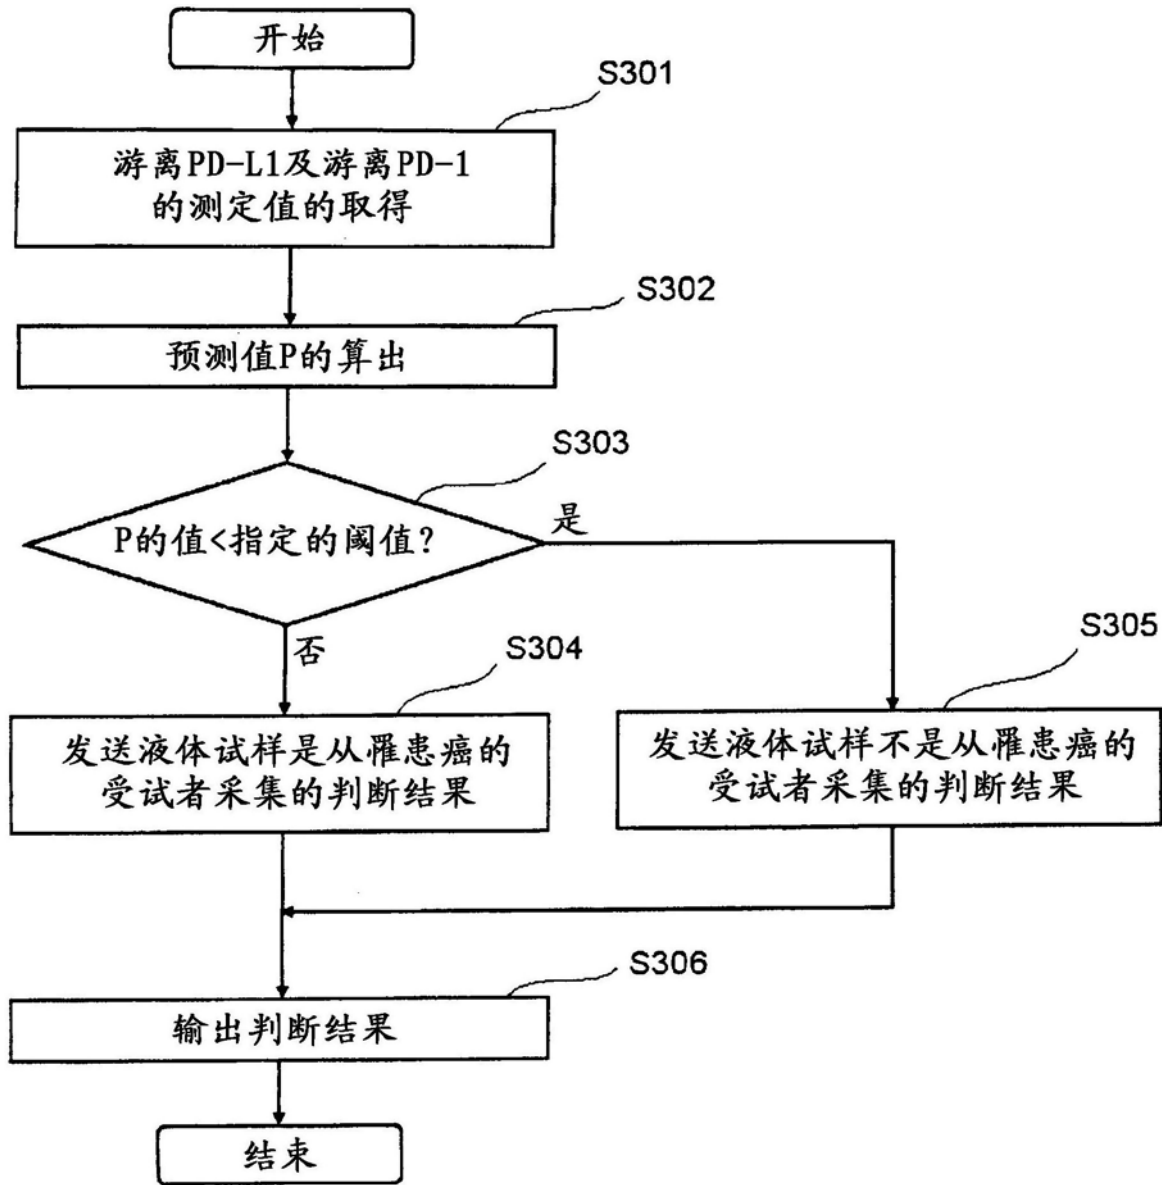 开始
S301
游离PD-L1及游离PD-1
的测定值的取得
S302
预测值P的算出
S303
P的值<指定的阈值?
是
否
S304
发送液体试样是从罹患癌的
受试者采集的判断结果
S305
发送液体试样不是从罹患癌的
受试者采集的判断结果
S306
输出判断结果
结束